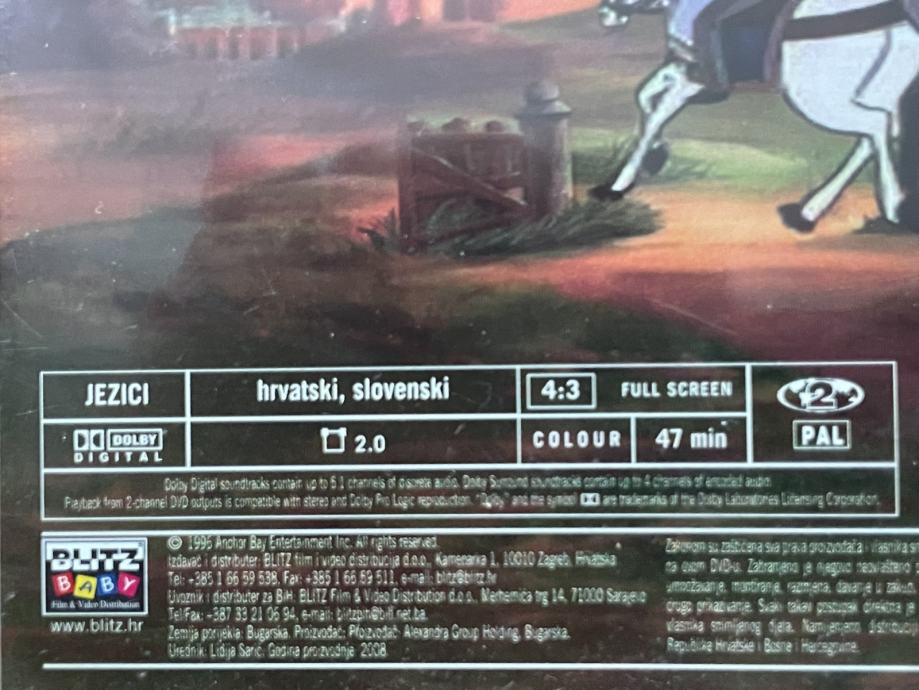 JEZICI
hrvatski, slovenski
4:3 FULL SCREEN
2
DOLBY
DIGITAL
2.0
COLOUR
47 min
PAL
Dolby Digital soundtracks contain up to 5.1 channels of discrete audio. Dolby Surround soundtracks contain up to 4 channels of encoded audio.
Playback from 2-channel DVD outputs is compatible with stereo and Dolby Pro Logic reproduction. "Dolby" and the symbol are trademarks of the Dolby Laboratories Licensing Corporation.
BLITZ
BABY
Film & Video Distribution
www.blitz.hr
© 1995 Anchor Bay Entertainment Inc. All rights reserved.
Izdavač i distributer: BLITZ film i video distribucija d.o.o., Kamenarka 1, 10010 Zagreb, Hrvatska
Tel: +385 1 66 59 538, Fax: +385 1 66 59 511, e-mail: blitz@blitz.hr
Uvoznik i distributer za BiH: BLITZ Film & Video Distribution d.o.o., Merhemića trg 14, 71000 Sarajevo
Tel/Fax: +387 33 21 06 94, e-mail: blitzbih@bih.net.ba
Zemlja porijekla: Bugarska. Proizvođač: Alexandra Group Holding, Bugarska.
Urednik: Lidija Sarić. Godina proizvodnje: 2008.
Zakonom su zaštićena sva prava proizvođača i vlasnika
na ovom DVD-u. Zabranjeno je njegovo neovlašteno
umnožavanje, montiranje, razmjena, davanje u zakup
drugo prikazivanje. Svaki takav postupak direktna je
vlasnika snimljenog djela. Namijenjeno
Republike Hrvatske i Bosne i Hercegovine.